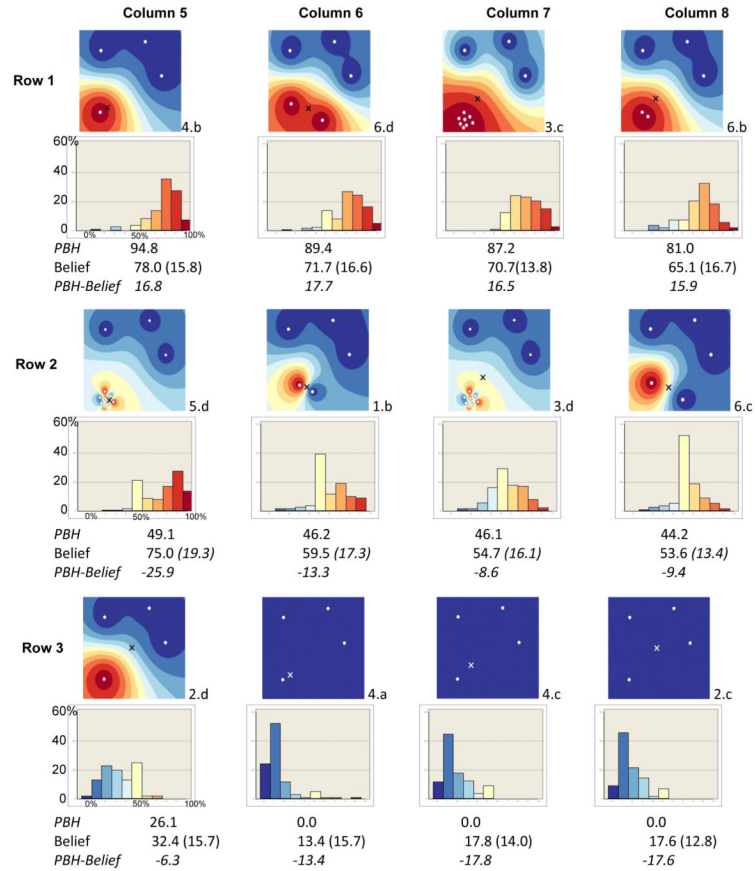 Column 5 Column 6 Column 7 Column 8
Row 1
4.b 6.d 3.c 6.b
60%
40
20
0
0% 50% 100%
PBH 94.8 89.4 87.2 81.0
Belief 78.0 (15.8) 71.7 (16.6) 70.7(13.8) 65.1 (16.7)
PBH-Belief 16.8 17.7 16.5 15.9
Row 2
5.d 1.b 3.d 6.c
60%
40
20
0
0% 50% 100%
PBH 49.1 46.2 46.1 44.2
Belief 75.0 (19.3) 59.5 (17.3) 54.7 (16.1) 53.6 (13.4)
PBH-Belief -25.9 -13.3 -8.6 -9.4
Row 3
2.d 4.a 4.c 2.c
60%
40
20
0
0% 50% 100%
PBH 26.1 0.0 0.0 0.0
Belief 32.4 (15.7) 13.4 (15.7) 17.8 (14.0) 17.6 (12.8)
PBH-Belief -6.3 -13.4 -17.8 -17.6